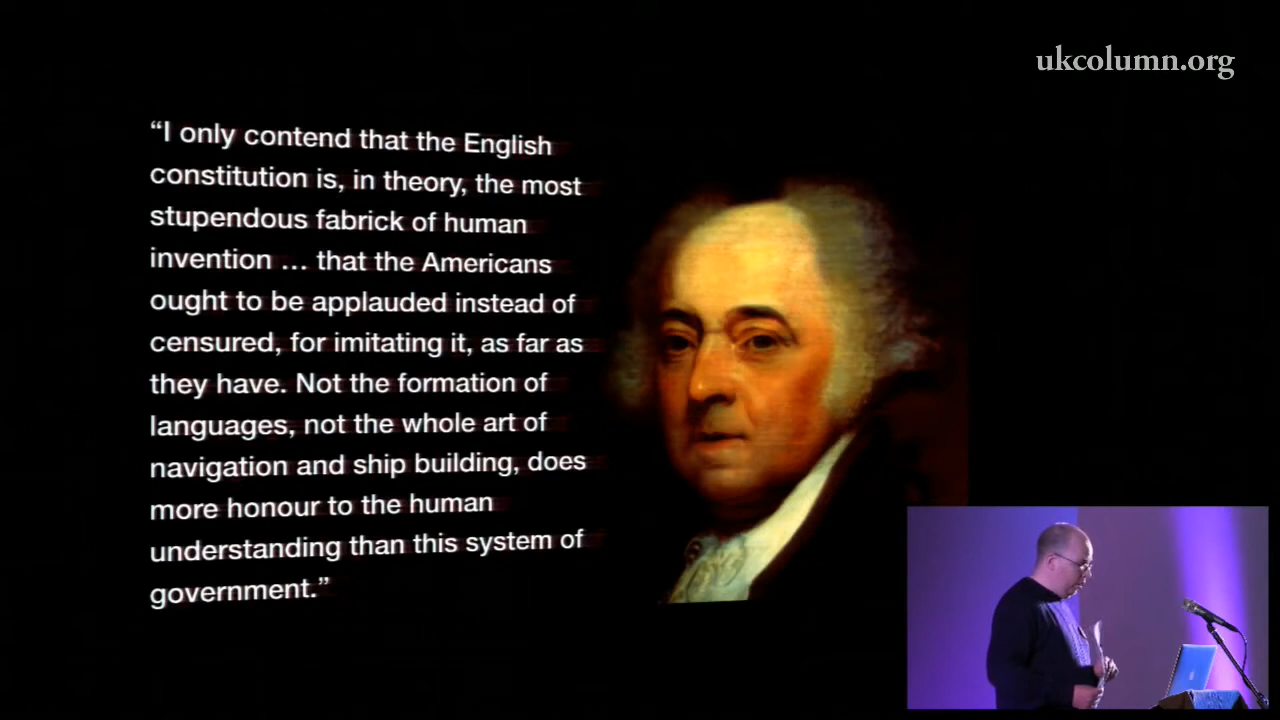 ukcolumn.org
“I only contend that the English
constitution is, in theory, the most
stupendous fabrick of human
invention … that the Americans
ought to be applauded instead of
censured, for imitating it, as far as
they have. Not the formation of
languages, not the whole art of
navigation and ship building, does
more honour to the human
understanding than this system of
government.”